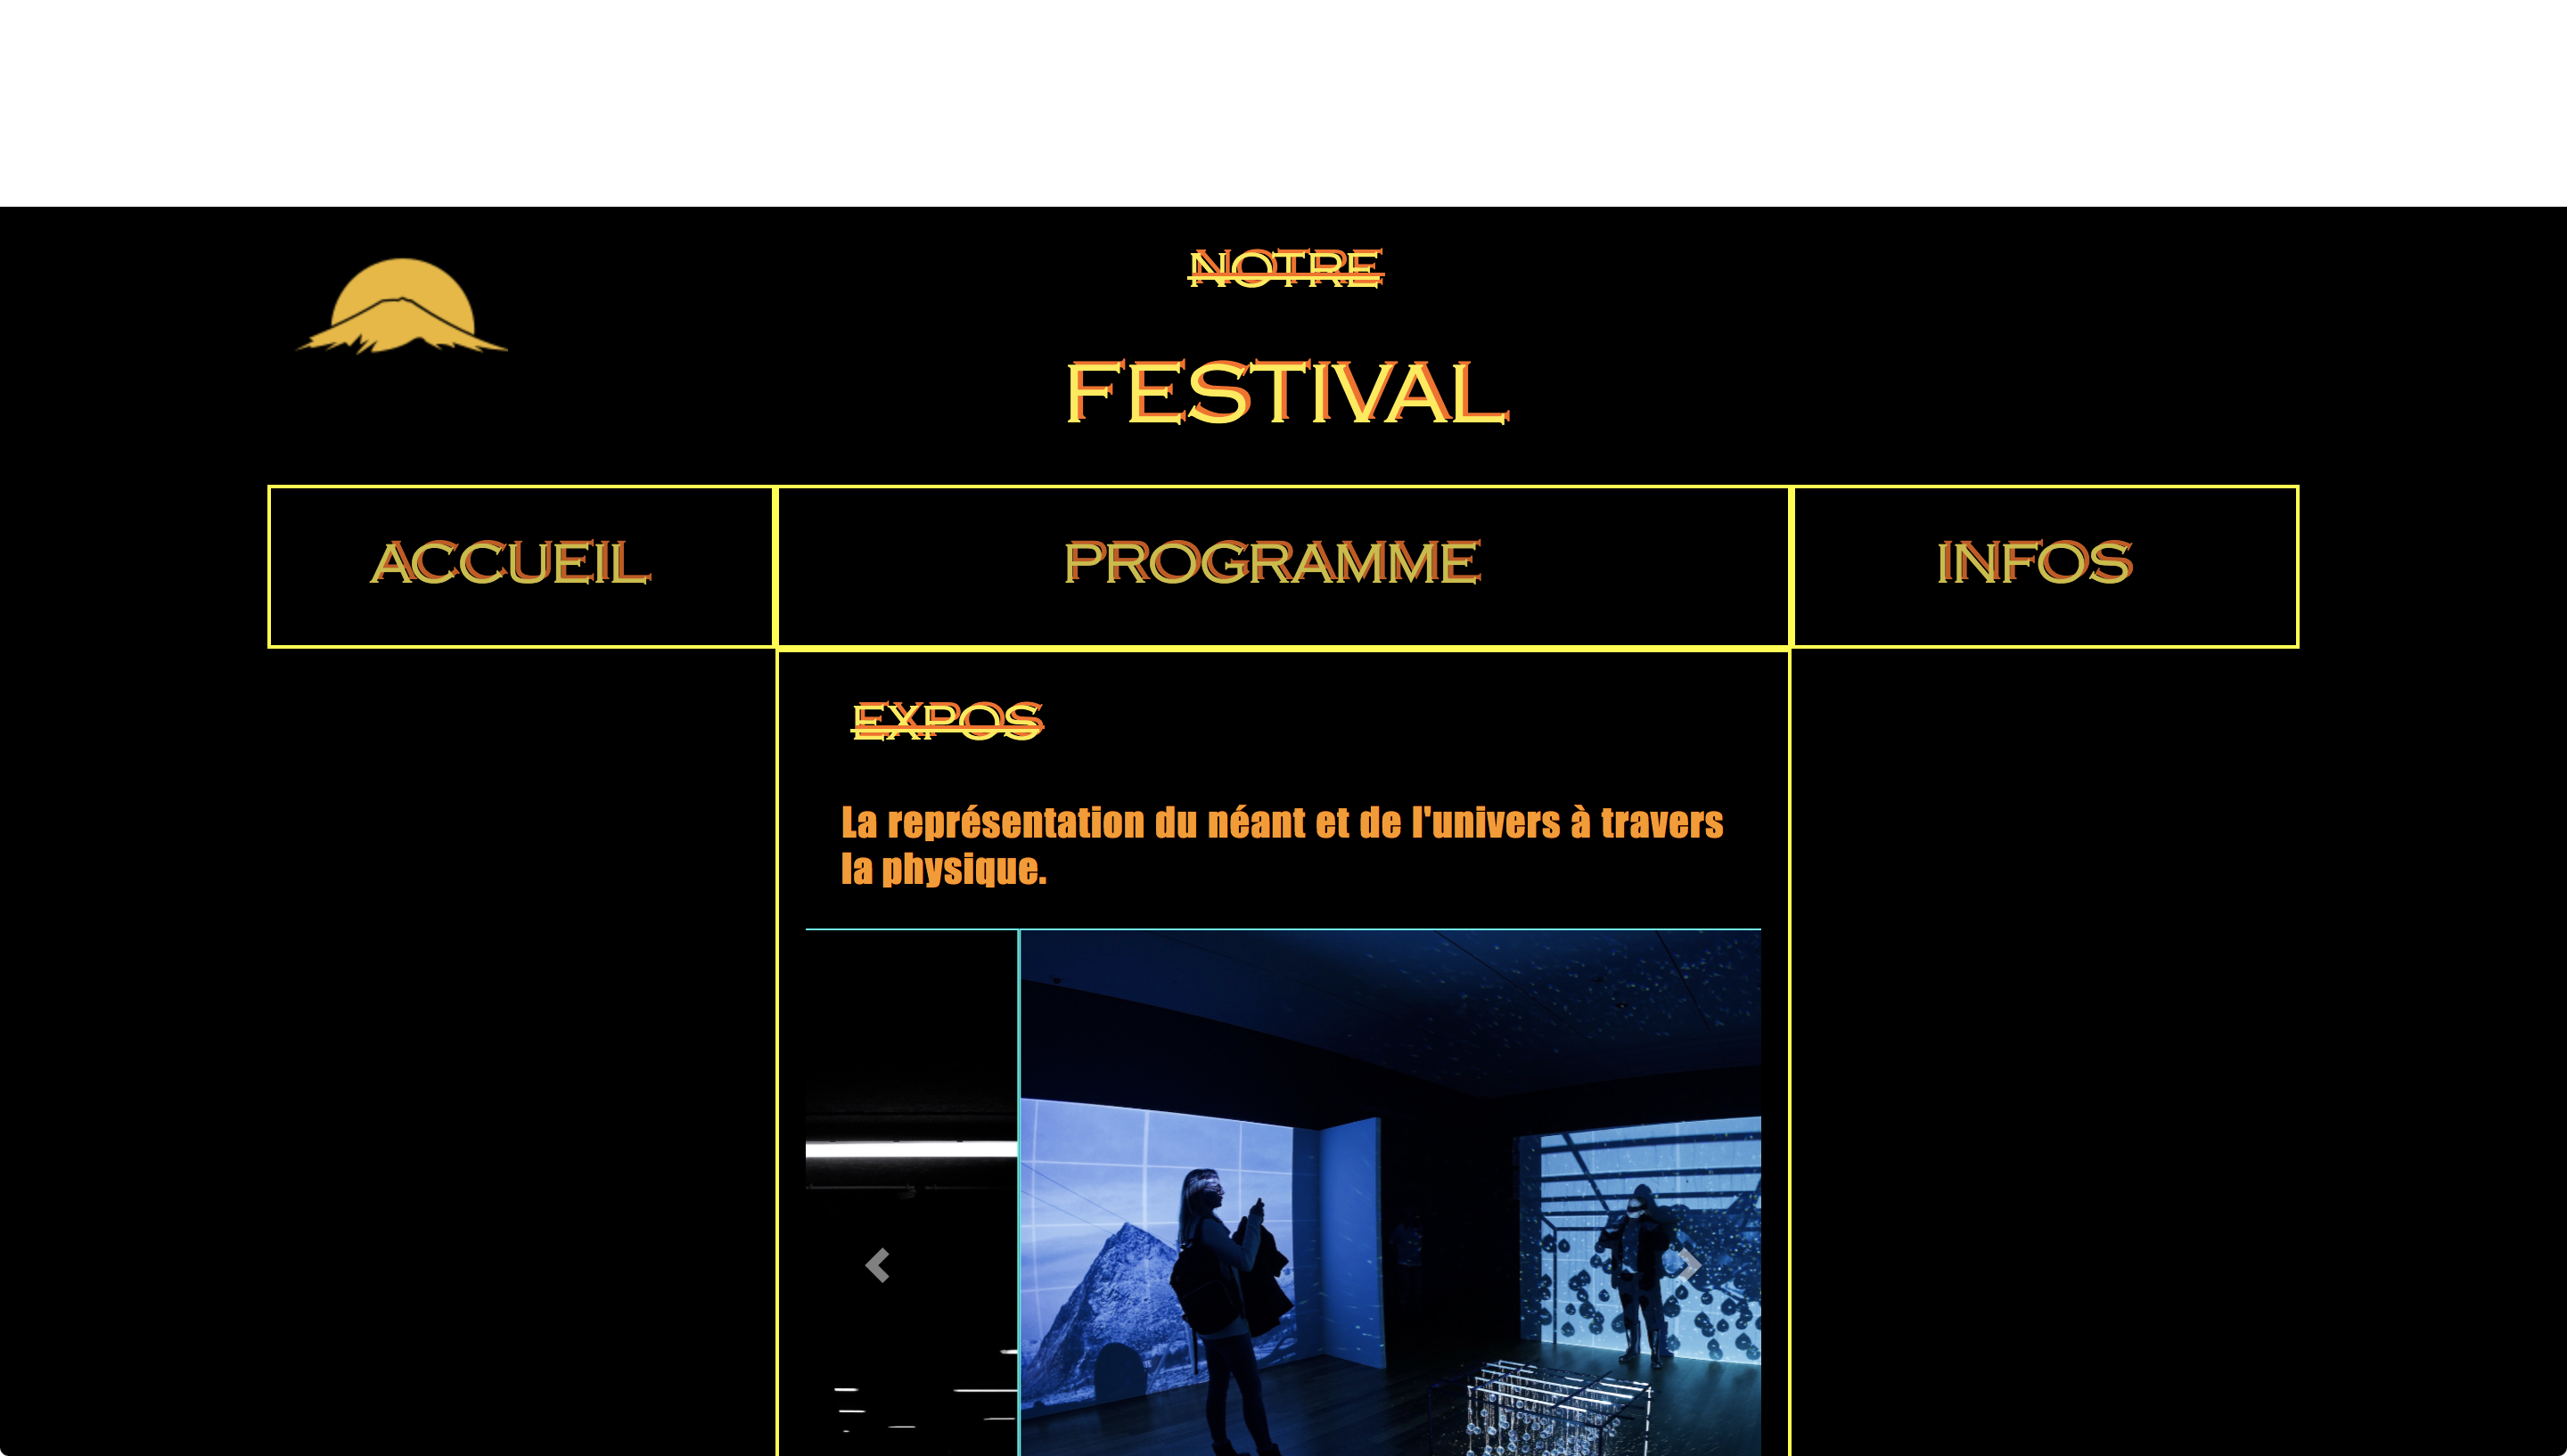 NOTRE
FESTIVAL
ACCUEIL
PROGRAMME
INFOS
EXPOS
La représentation du néant et de l'univers à travers
la physique.